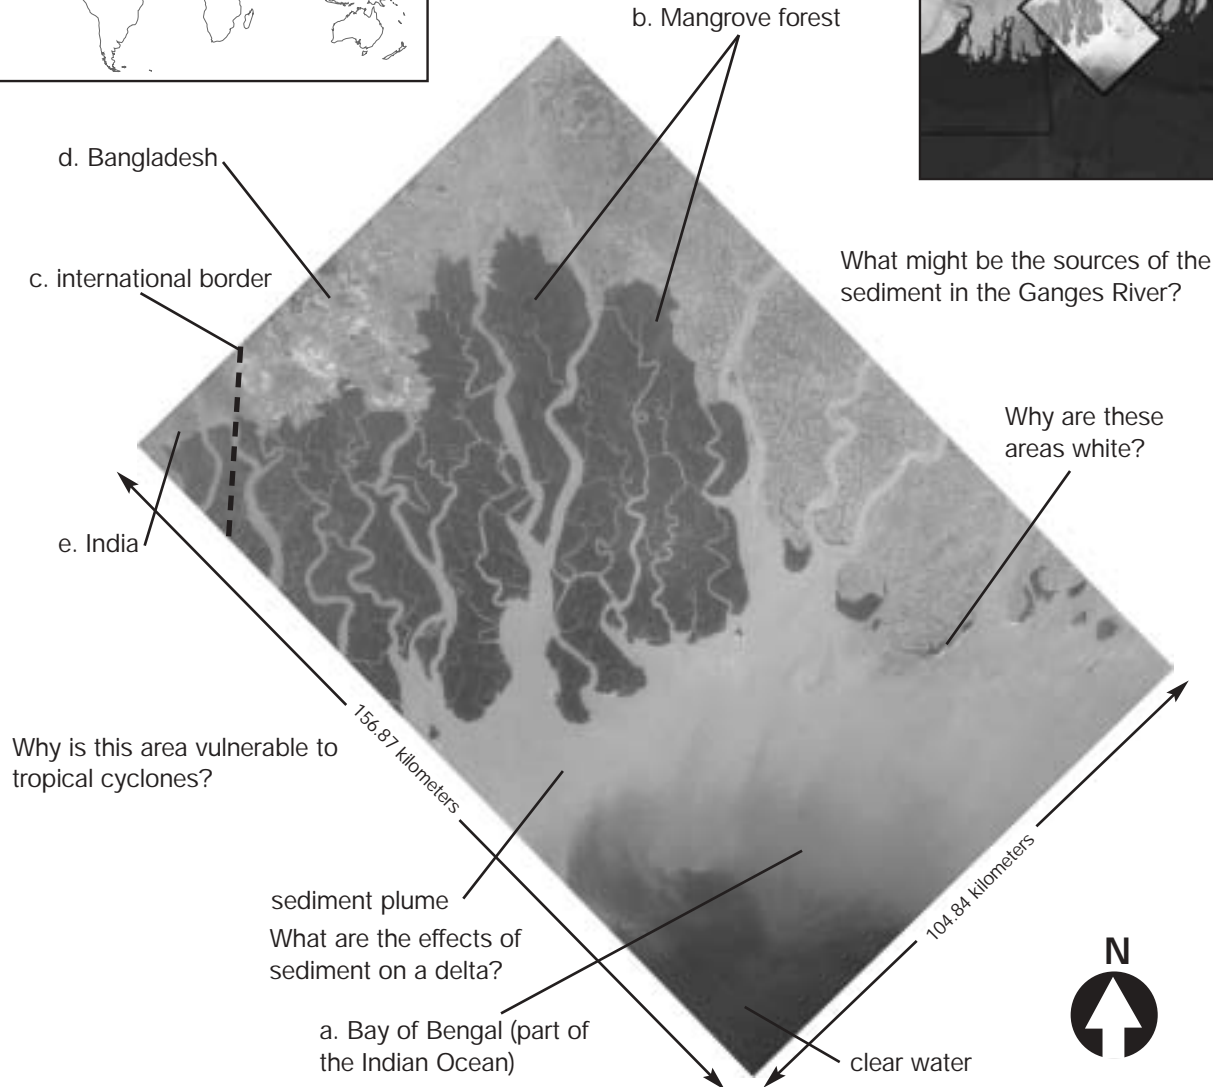 b. Mangrove forest
d. Bangladesh
c. international border
What might be the sources of the
sediment in the Ganges River?
Why are these
areas white?
e. India
156.87 kilometers
Why is this area vulnerable to
tropical cyclones?
104.84 kilometers
sediment plume
What are the effects of
sediment on a delta?
N
a. Bay of Bengal (part of
the Indian Ocean)
clear water